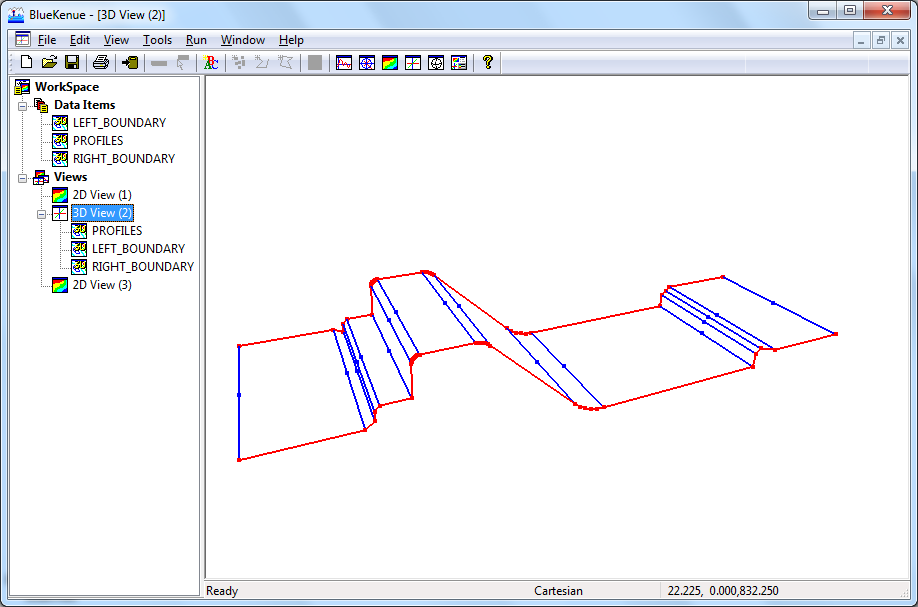 BlueKenue - [3D View (2)]
File Edit View Tools Run Window Help
ABC
?
WorkSpace
Data Items
LEFT_BOUNDARY
PROFILES
RIGHT_BOUNDARY
Views
2D View (1)
3D View (2)
PROFILES
LEFT_BOUNDARY
RIGHT_BOUNDARY
2D View (3)
Ready Cartesian 22.225, 0.000,832.250